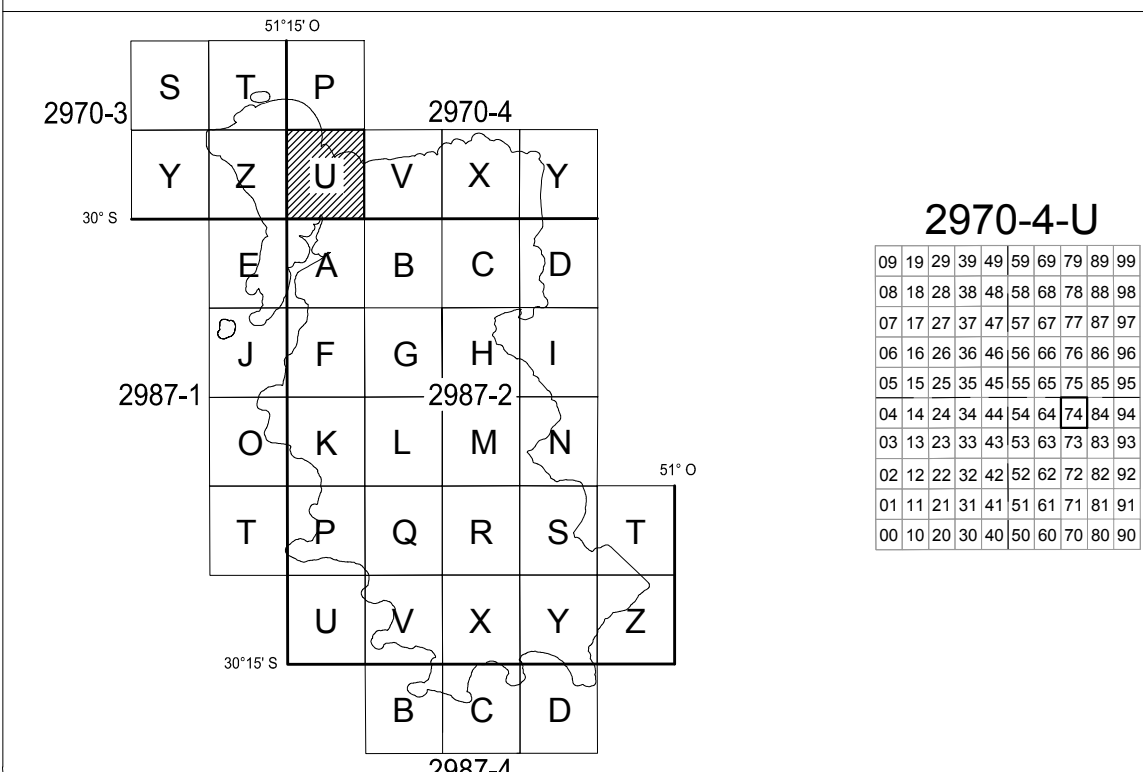 51°15' O
S T P
2970-3 2970-4
Y Z U V X Y
30° S
E A B C D
J F G H I
2987-1 2987-2
O K L M N
51° O
T P Q R S T
U V X Y Z
30°15' S
B C D
2987-4
2970-4-U
09 19 29 39 49 59 69 79 89 99
08 18 28 38 48 58 68 78 88 98
07 17 27 37 47 57 67 77 87 97
06 16 26 36 46 56 66 76 86 96
05 15 25 35 45 55 65 75 85 95
04 14 24 34 44 54 64 74 84 94
03 13 23 33 43 53 63 73 83 93
02 12 22 32 42 52 62 72 82 92
01 11 21 31 41 51 61 71 81 91
00 10 20 30 40 50 60 70 80 90